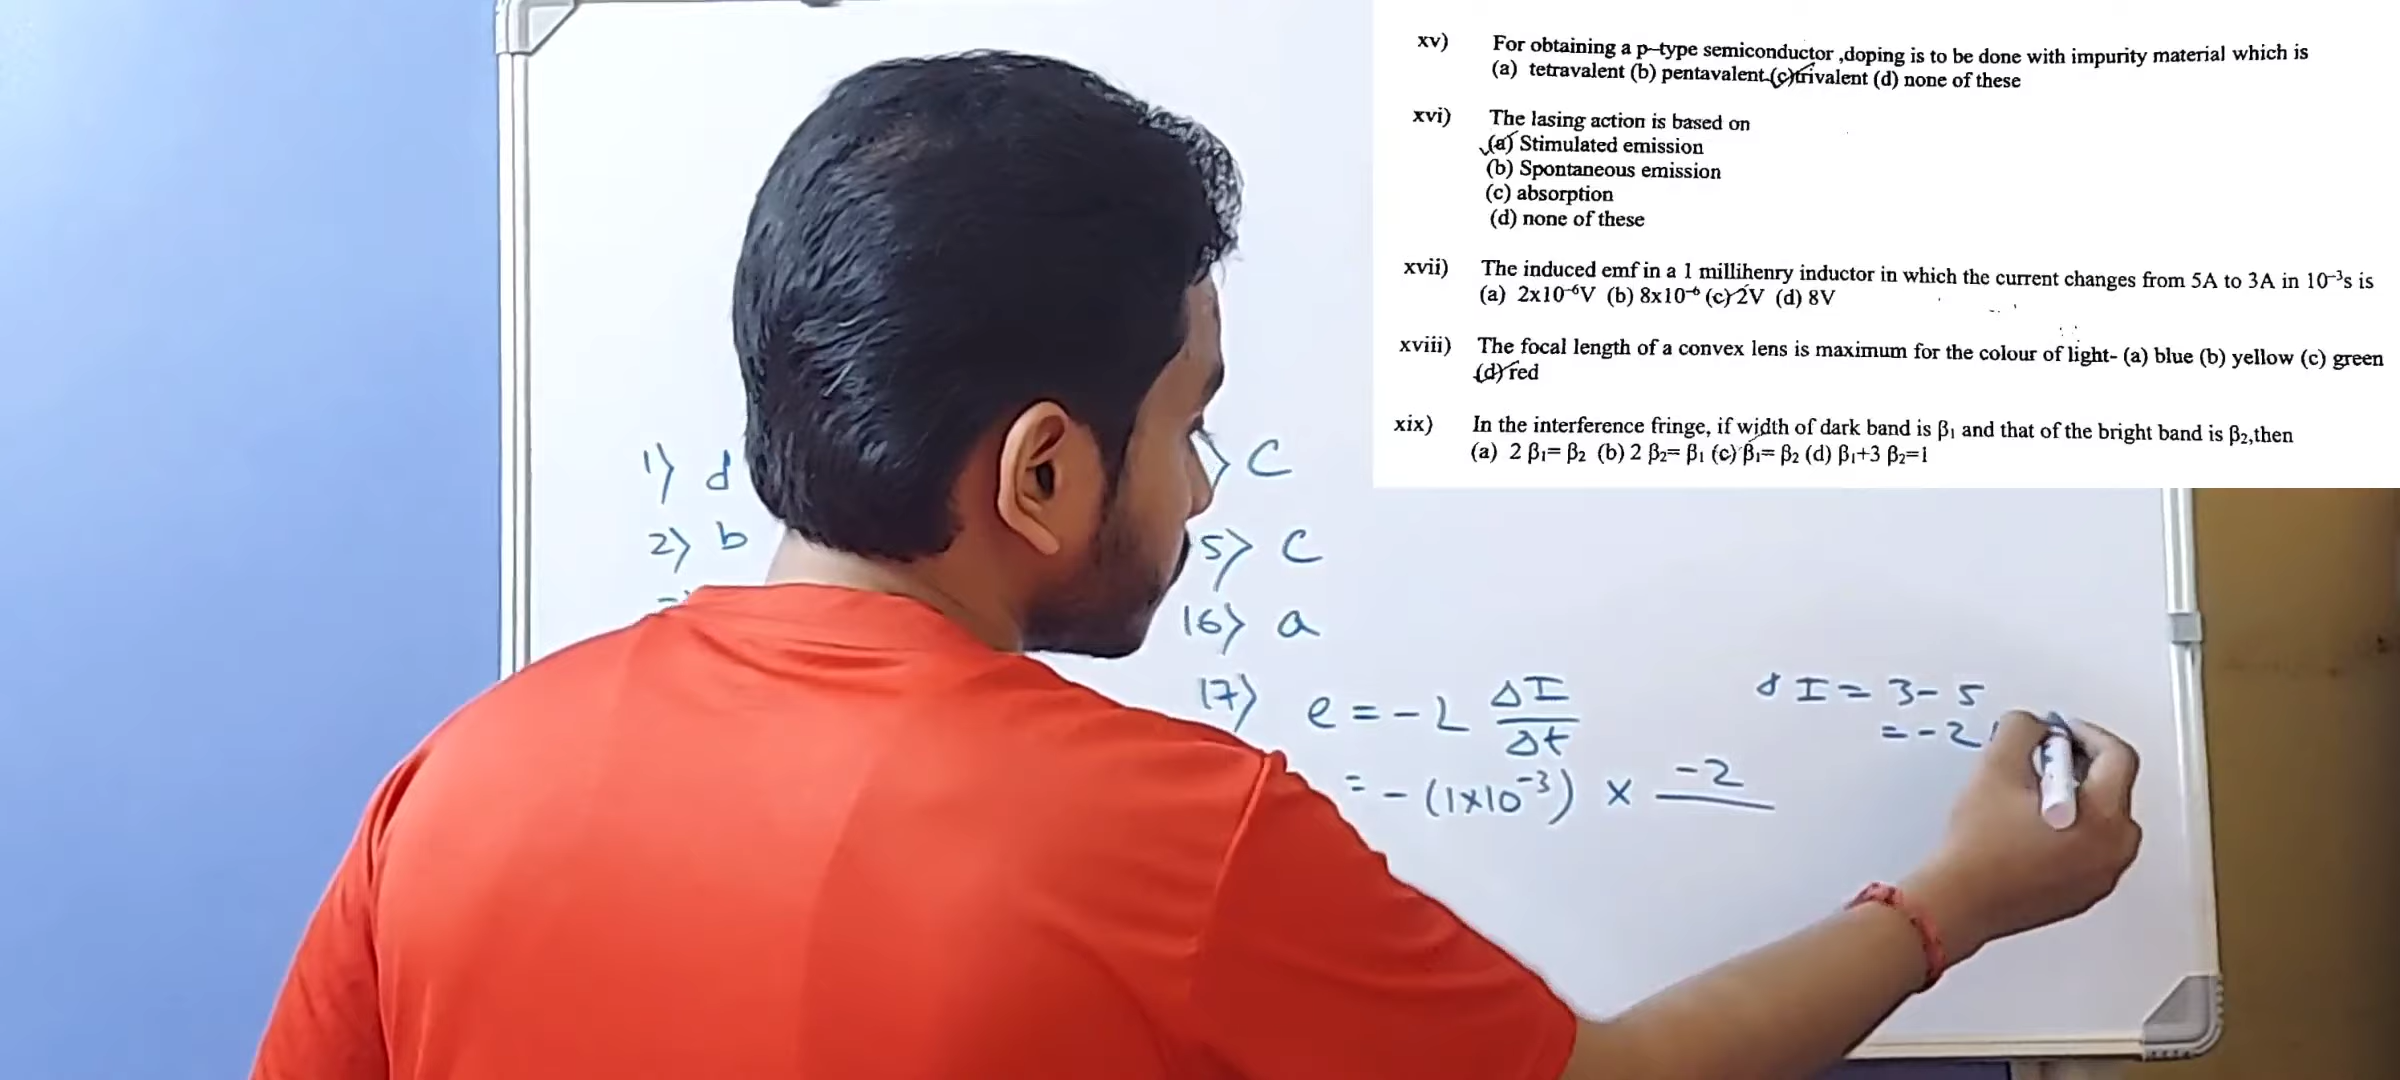 xv) For obtaining a p-type semiconductor ,doping is to be done with impurity material which is
(a) tetravalent (b) pentavalent (c) trivalent (d) none of these
xvi) The lasing action is based on
(a) Stimulated emission
(b) Spontaneous emission
(c) absorption
(d) none of these
xvii) The induced emf in a 1 millihenry inductor in which the current changes from 5A to 3A in 10⁻³s is
(a) 2x10⁻⁶V (b) 8x10⁻⁶ (c) 2V (d) 8V
xviii) The focal length of a convex lens is maximum for the colour of light- (a) blue (b) yellow (c) green
(d) red
xix) In the interference fringe, if width of dark band is β₁ and that of the bright band is β₂,then
(a) 2 β₁= β₂ (b) 2 β₂= β₁ (c) β₁= β₂ (d) β₁+3 β₂=1
1) d
2) b
) C
5) C
16) a
17) e = - L ΔI/Δt
= - (1x10⁻³) x -2
I = 3 - 5
= - 2